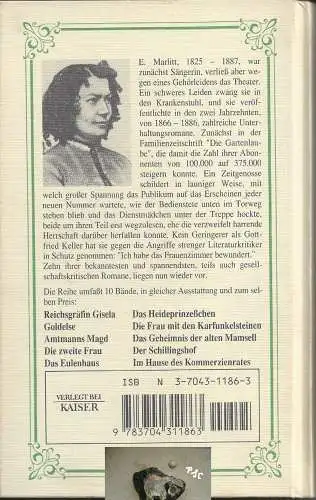 E. Marlitt, 1825 - 1887, war
zunächst Sängerin, verließ aber we-
gen eines Gehörleidens das Theater.
Ein schweres Leiden zwang sie in
den Krankenstuhl, und sie veröf-
fentlichte in den zwei Jahrzehnten,
von 1866 - 1886, zahlreiche Unter-
haltungsromane. Zunächst in der
Familienzeitschrift "Die Gartenlau-
be", die damit die Zahl ihrer Abon-
nenten von 100.000 auf 375.000
steigern konnte. Ein Zeitgenosse
schildert in launiger Weise, mit
welch großer Spannung das Publikum auf das Erscheinen jeder
neuen Nummer wartete, wie der Bedienstete unten im Torweg
stehen blieb und das Dienstmädchen unter der Treppe hockte,
beide um ihren Teil erst wegzulesen, ehe die verzweifelt harrende
Herrschaft darüber herfallen konnte. Kein Geringerer als Gott-
fried Keller hat sie gegen die Angriffe strenger Literaturkritiker
in Schutz genommen: "Ich habe das Frauenzimmer bewundert."
Zehn ihrer bekanntesten und spannendsten, teils auch gesell-
schaftskritischen Romane, liegen nun wieder vor.
Die Reihe umfaßt 10 Bände, in gleicher Ausstattung und zum sel-
ben Preis:
Reichsgräfin Gisela Das Heideprinzeßchen
Goldelse Die Frau mit den Karfunkelsteinen
Amtmanns Magd Das Geheimnis der alten Mamsell
Die zweite Frau Der Schillingshof
Das Eulenhaus Im Hause des Kommerzienrates
VERLEGT BEI
KAISER
ISB N 3-7043-1186-3
9 783704 311863